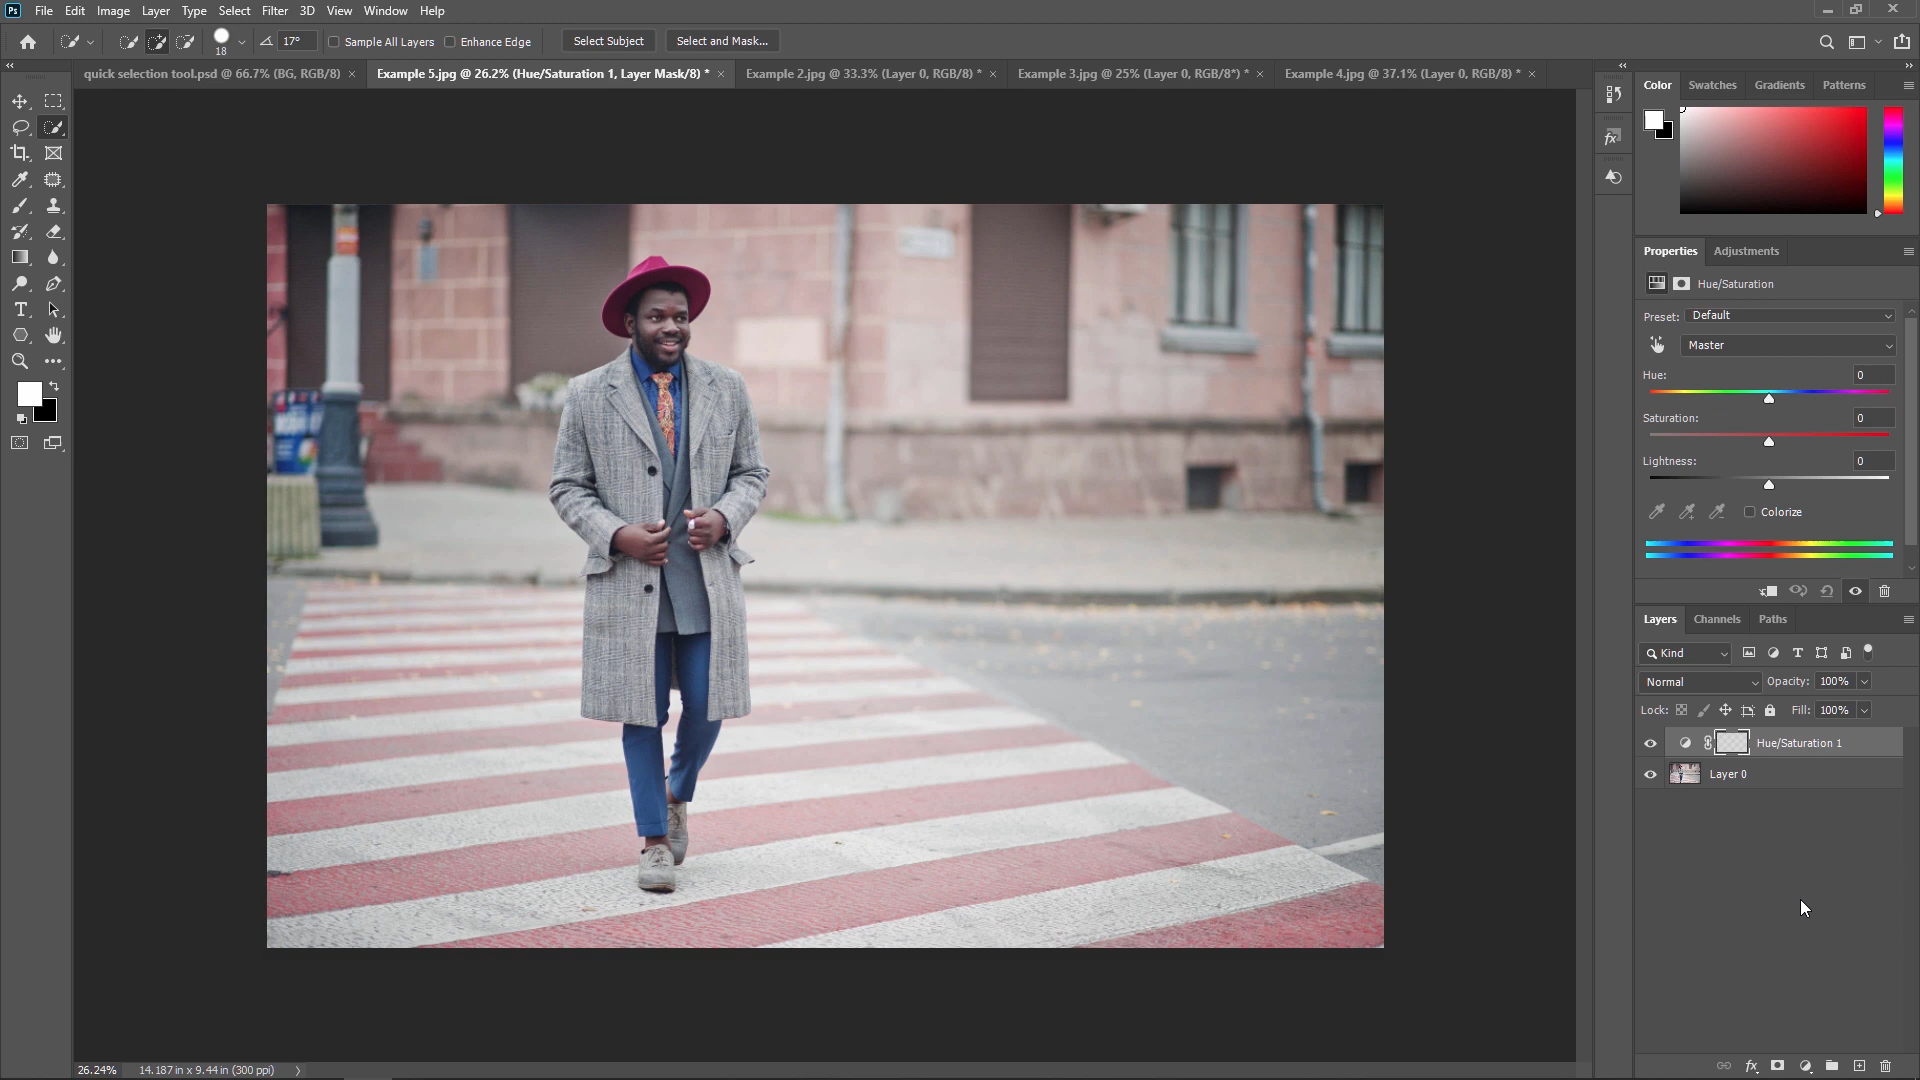 Ps File Edit Image Layer Type Select Filter 3D View Window Help
18 17° Sample All Layers Enhance Edge Select Subject Select and Mask...
quick selection tool.psd @ 66.7% (BG, RGB/8) × Example 5.jpg @ 26.2% (Hue/Saturation 1, Layer Mask/8) * × Example 2.jpg @ 33.3% (Layer 0, RGB/8) * × Example 3.jpg @ 25% (Layer 0, RGB/8*) * × Example 4.jpg @ 37.1% (Layer 0, RGB/8) * ×
Color Swatches Gradients Patterns
Properties Adjustments
Hue/Saturation
Preset: Default
Master
Hue: 0
Saturation: 0
Lightness: 0
Colorize
Layers Channels Paths
Kind
Normal Opacity: 100%
Lock: Fill: 100%
Hue/Saturation 1
Layer 0
26.24% 14.187 in x 9.44 in (300 ppi)